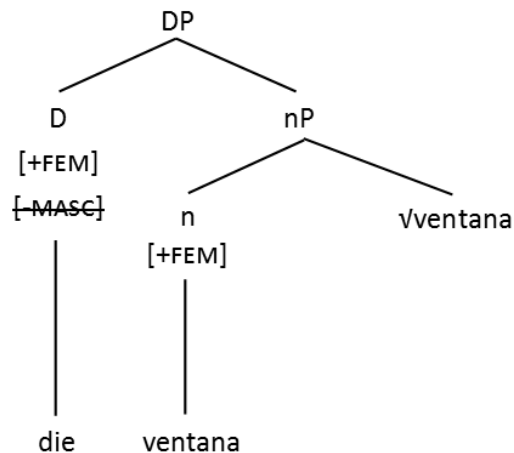 DP
D nP
[+FEM]
[-MASC] n √ventana
[+FEM]
die ventana